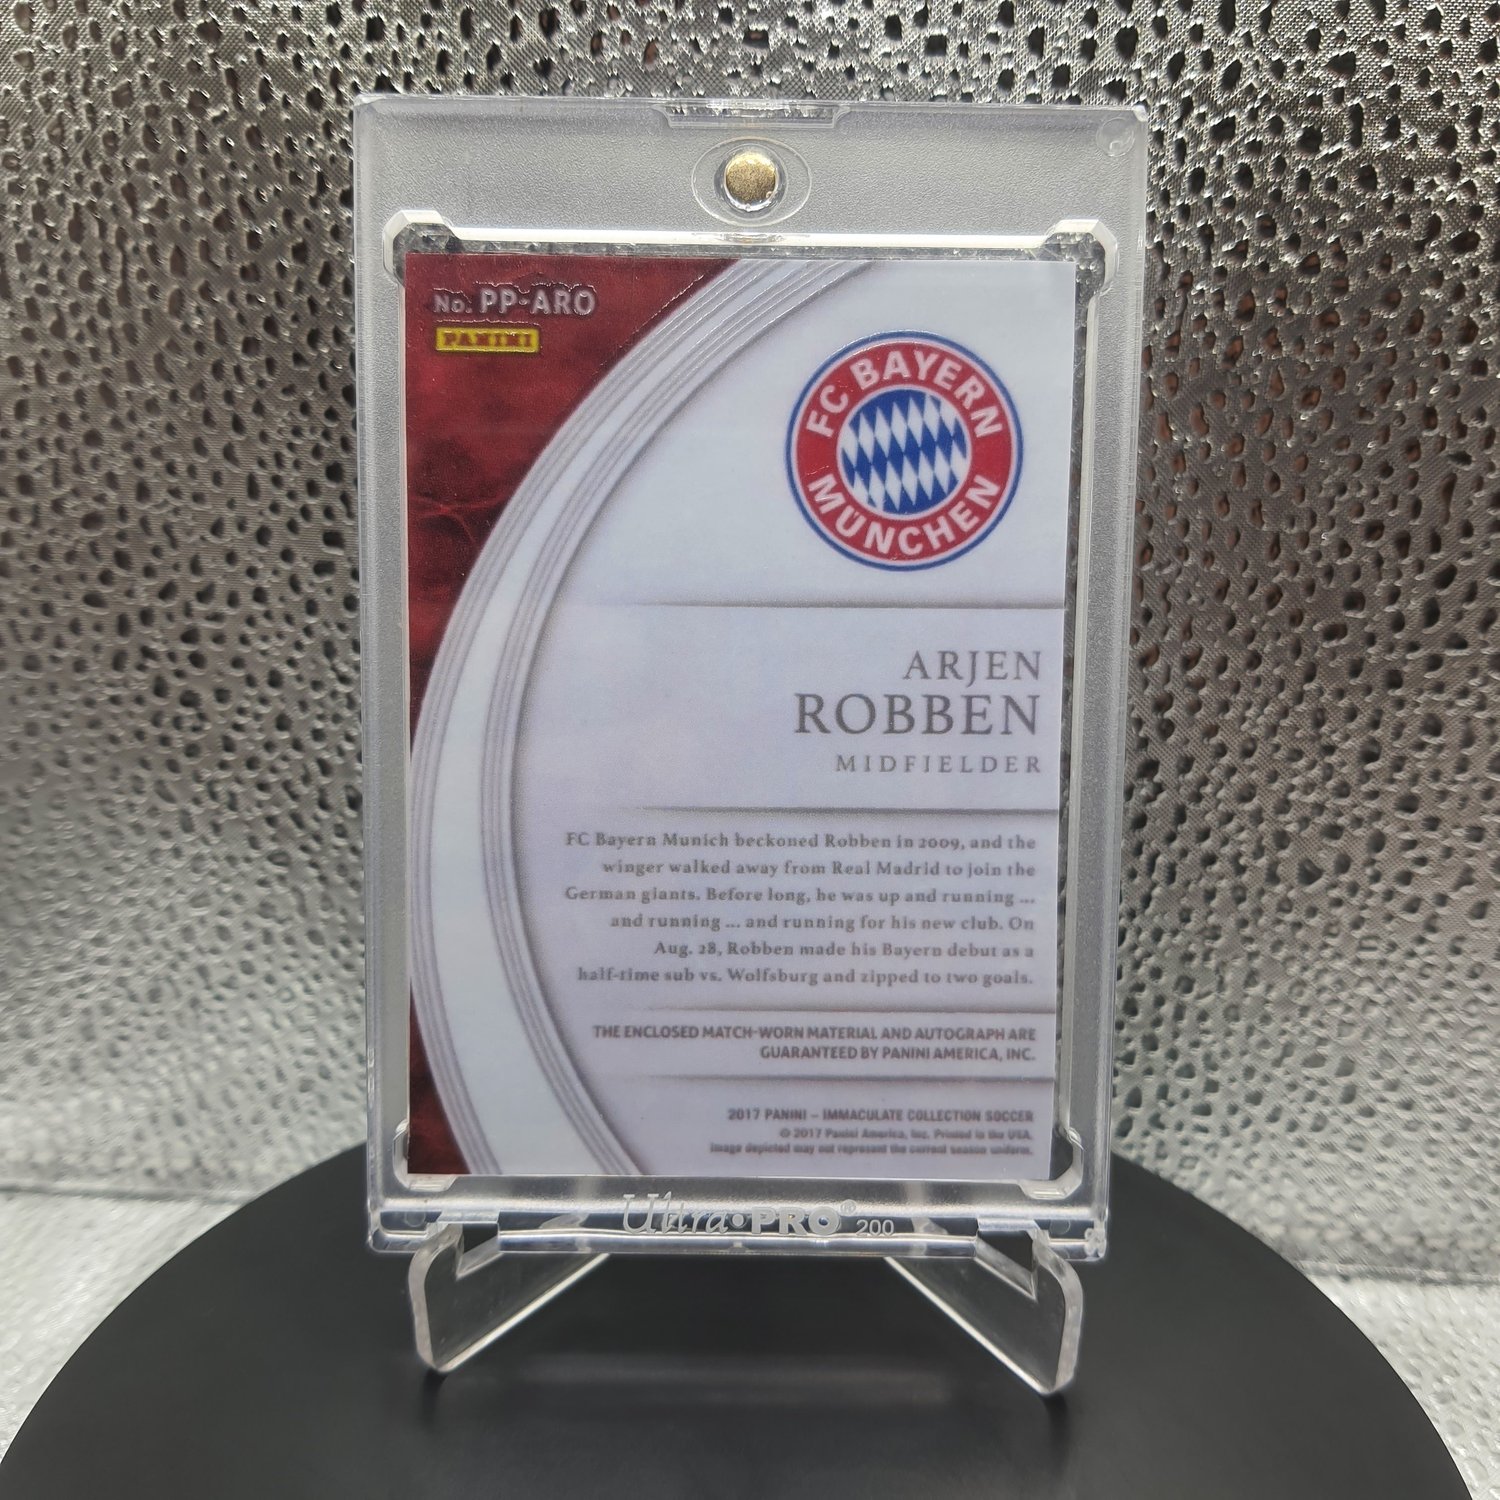 No. PP-ARO
PANINI
FC BAYERN
MÜNCHEN
ARJEN
ROBBEN
MIDFIELDER
FC Bayern Munich beckoned Robben in 2009, and the
winger walked away from Real Madrid to join the
German giants. Before long, he was up and running ...
and running ... and running for his new club. On
Aug. 28, Robben made his Bayern debut as a
half-time sub vs. Wolfsburg and zipped to two goals.
THE ENCLOSED MATCH-WORN MATERIAL AND AUTOGRAPH ARE
GUARANTEED BY PANINI AMERICA, INC.
2017 PANINI – IMMACULATE COLLECTION SOCCER
© 2017 Panini America, Inc. Printed in the USA.
Image depicted may not represent the current season uniform.
Ultra•PRO® 200